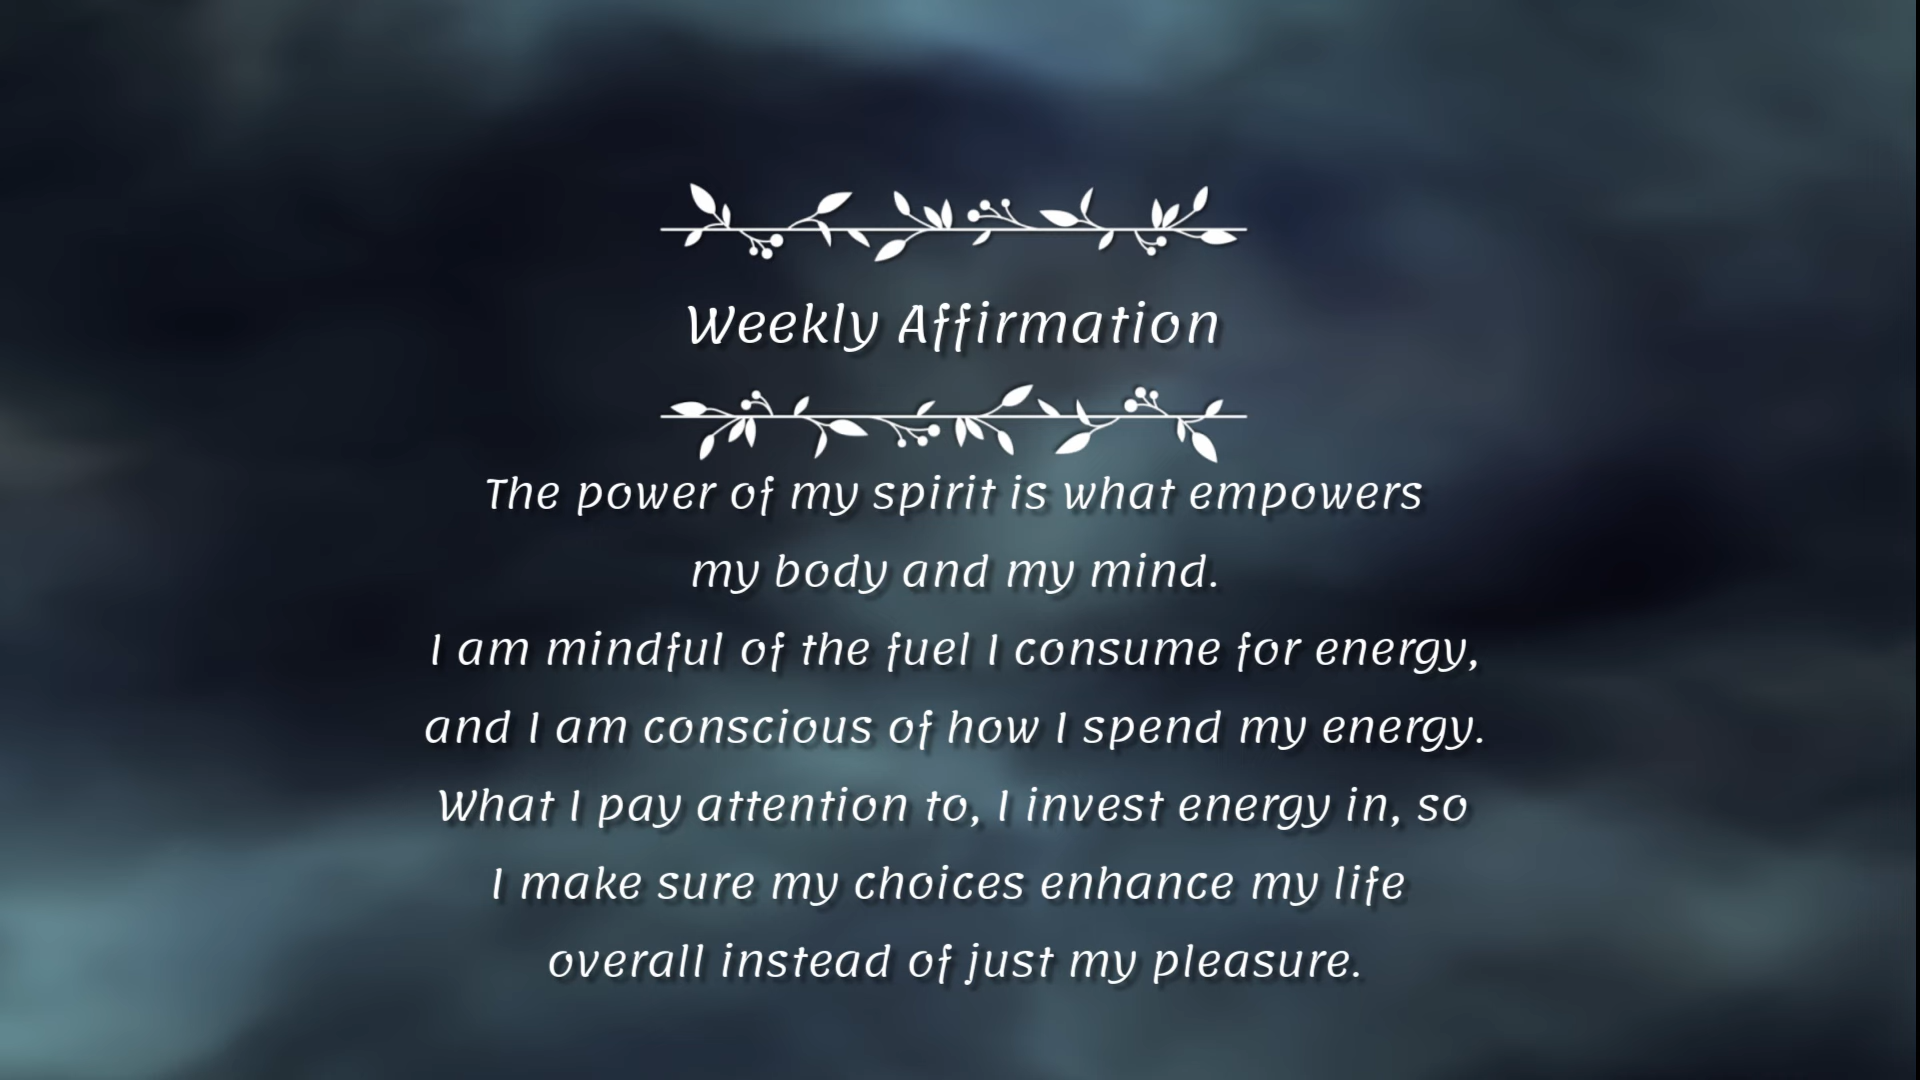 Weekly Affirmation
The power of my spirit is what empowers
my body and my mind.
I am mindful of the fuel I consume for energy,
and I am conscious of how I spend my energy.
What I pay attention to, I invest energy in, so
I make sure my choices enhance my life
overall instead of just my pleasure.